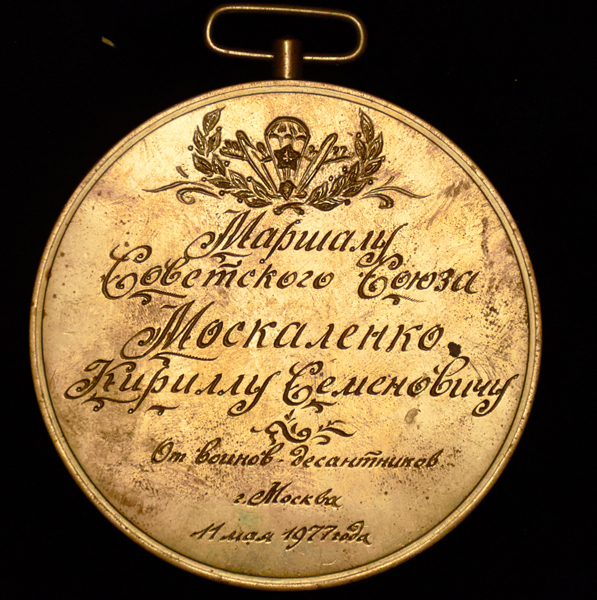 Маршалу
Советского Союза
Москаленко
Кириллу Семеновичу
От воинов-десантников
г. Москва
11 мая 1977 года